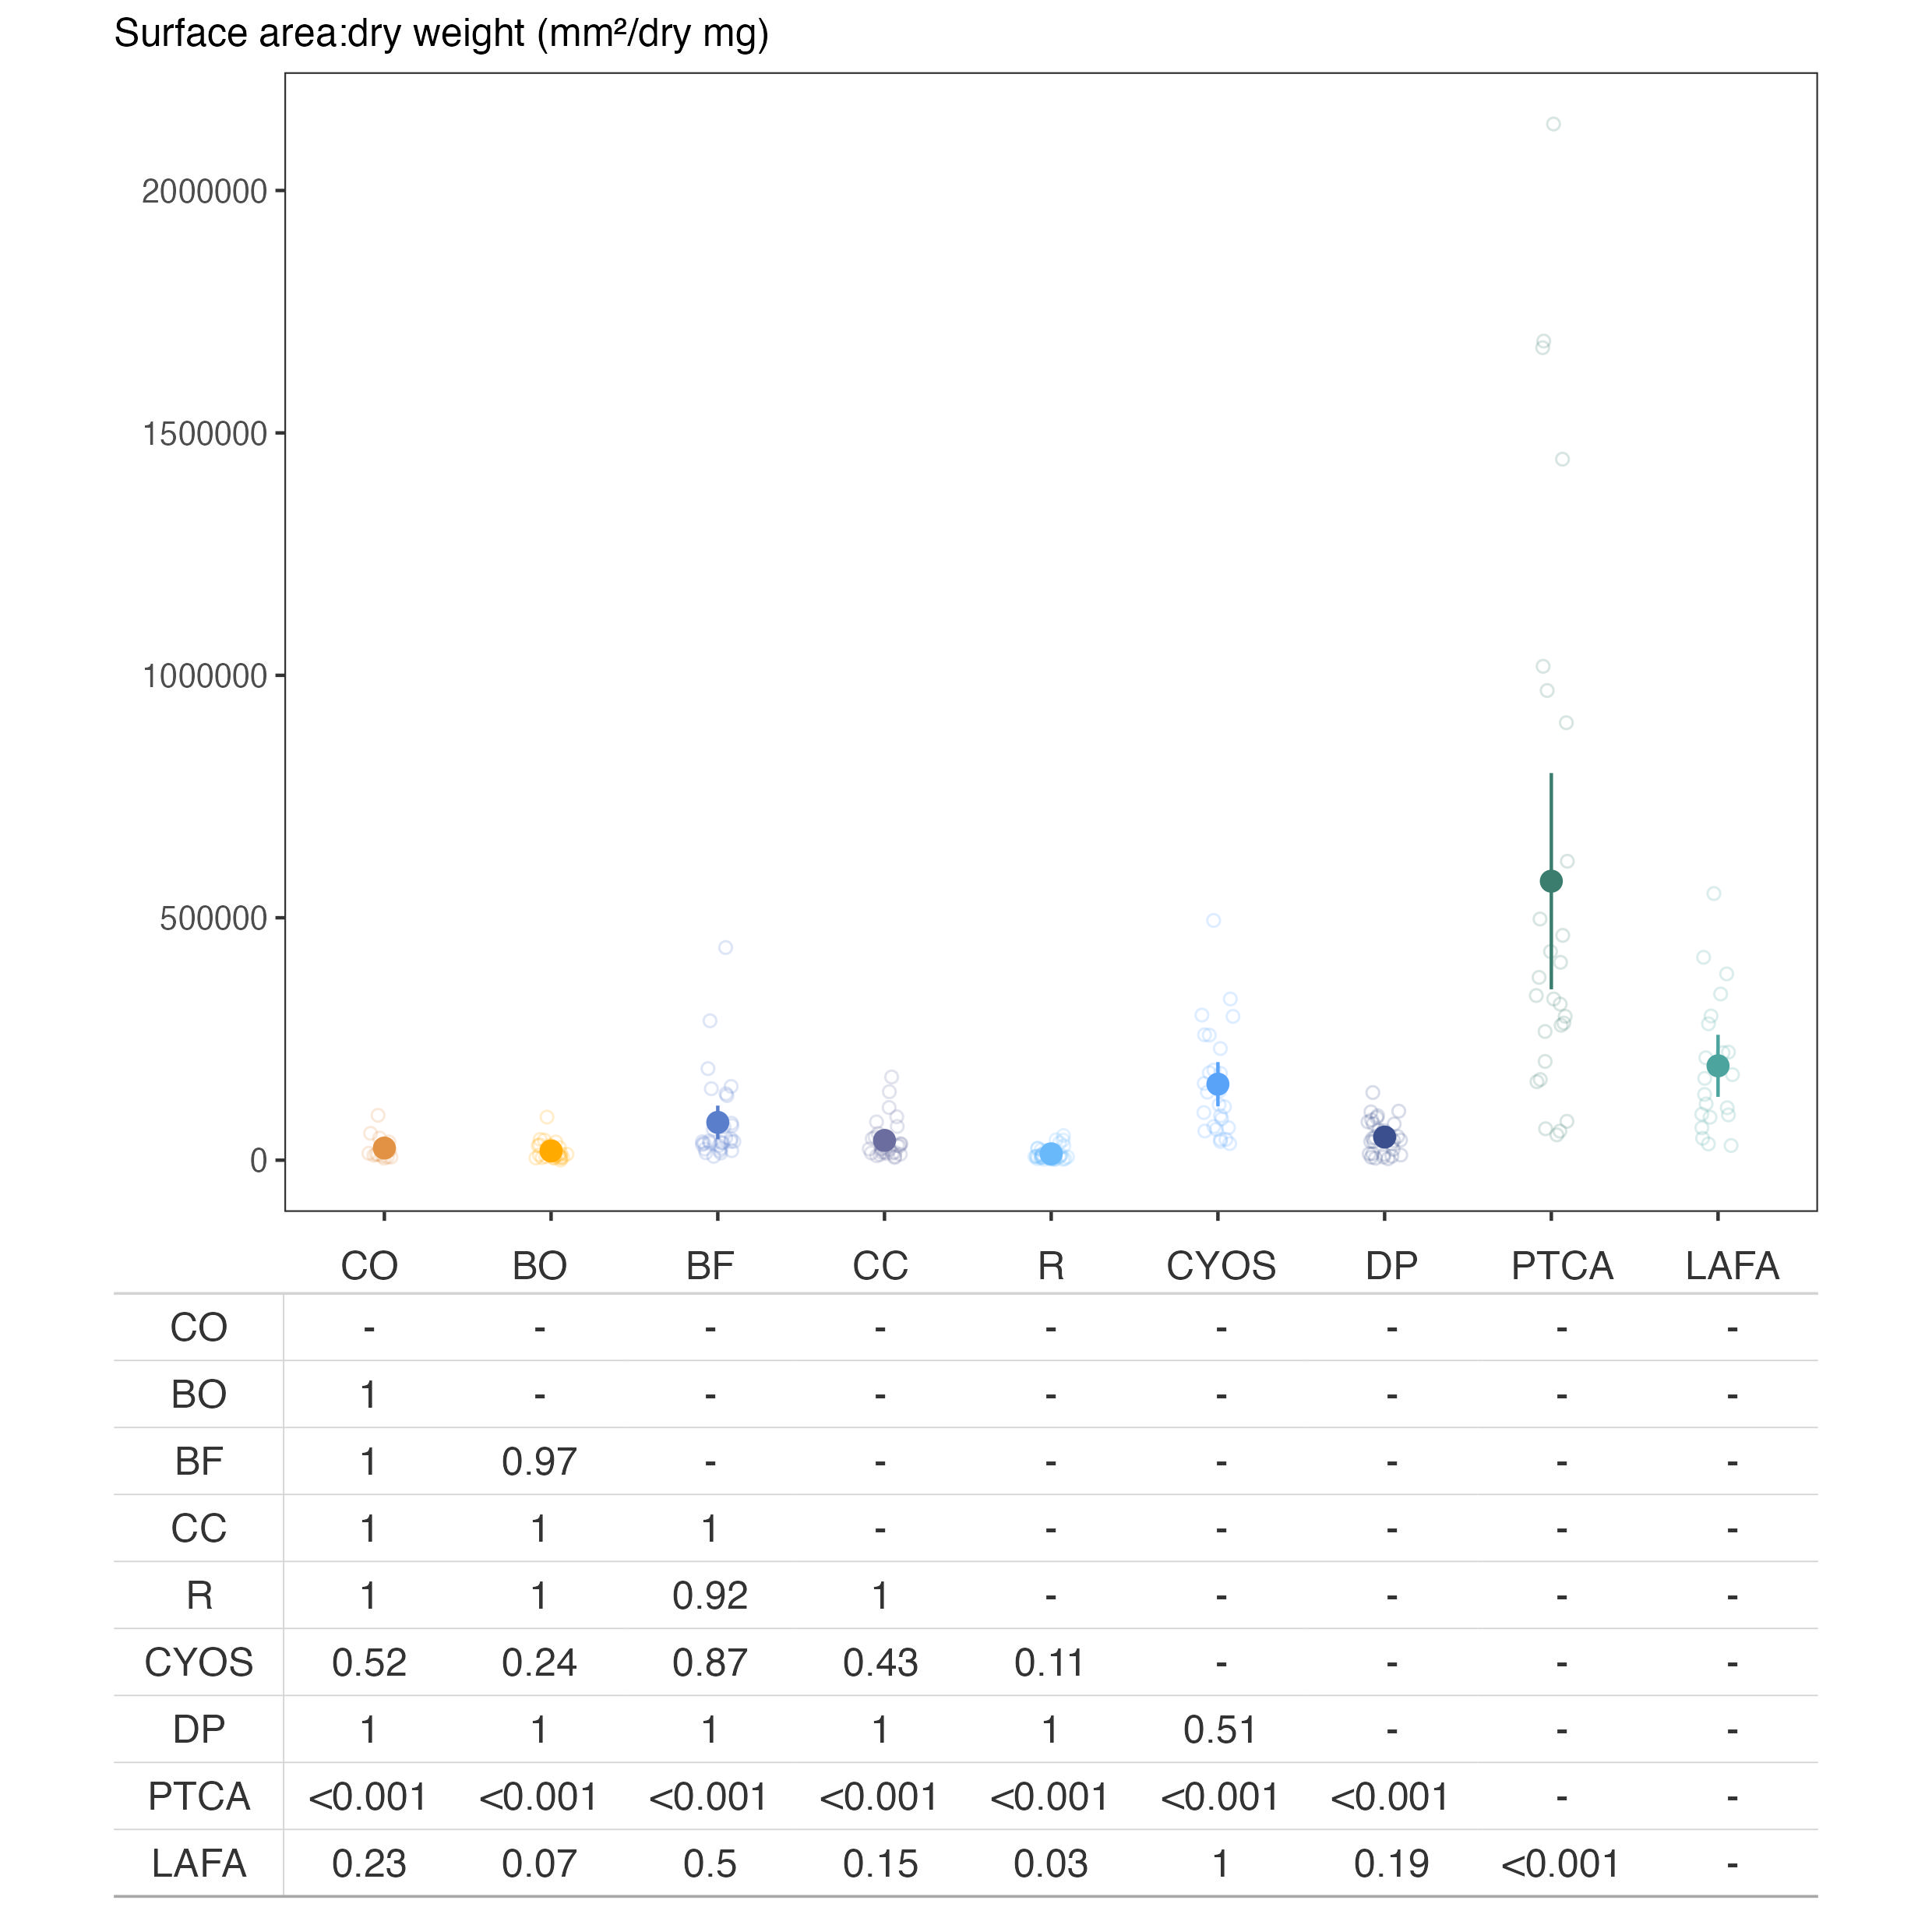 Surface area:dry weight (mm²/dry mg)
2000000
1500000
1000000
500000
0
CO BO BF CC R CYOS DP PTCA LAFA
CO - - - - - - - - -
BO 1 - - - - - - - -
BF 1 0.97 - - - - - - -
CC 1 1 1 - - - - - -
R 1 1 0.92 1 - - - - -
CYOS 0.52 0.24 0.87 0.43 0.11 - - - -
DP 1 1 1 1 1 0.51 - - -
PTCA <0.001 <0.001 <0.001 <0.001 <0.001 <0.001 <0.001 - -
LAFA 0.23 0.07 0.5 0.15 0.03 1 0.19 <0.001 -